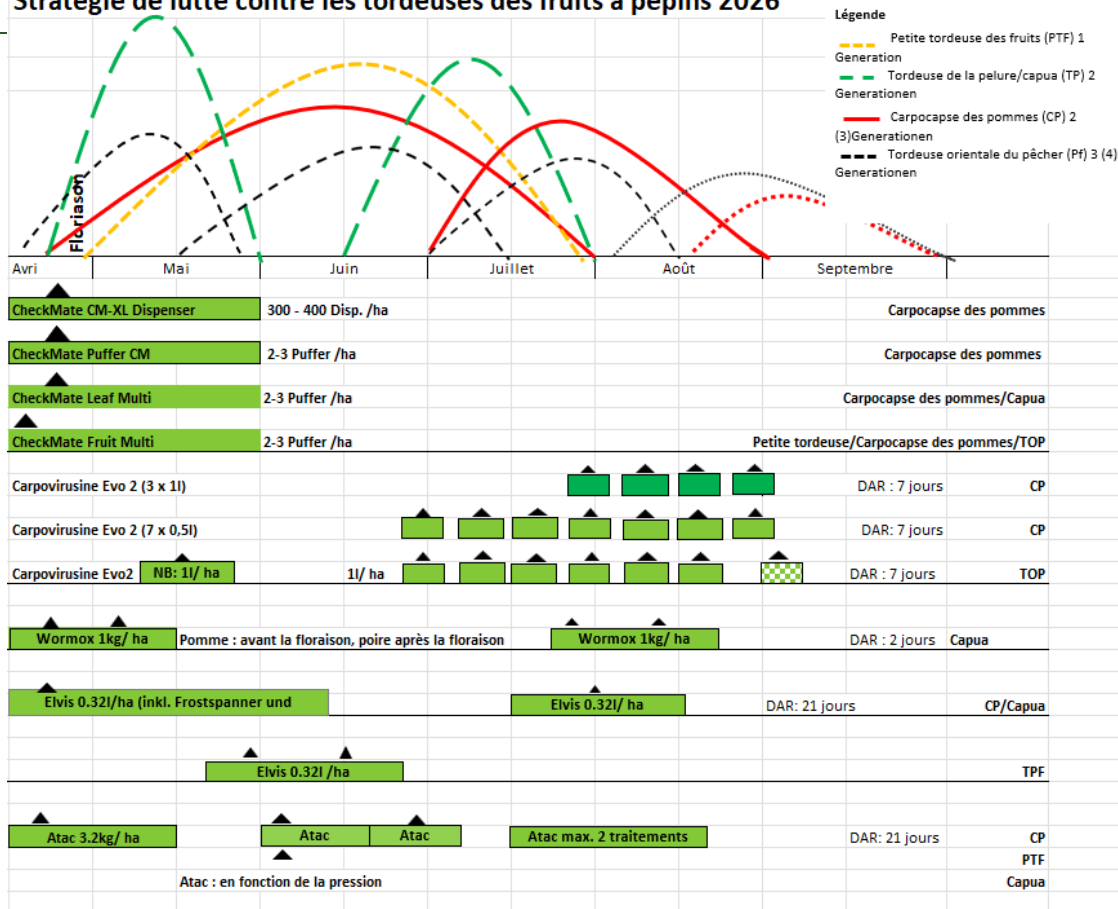 Stratégie de lutte contre les tordeuses des fruits à pépins 2026
Légende
Petite tordeuse des fruits (PTF) 1
Generation
Tordeuse de la pelure/capua (TP) 2
Generationen
Carpocapse des pommes (CP) 2
(3)Generationen
Tordeuse orientale du pêcher (Pf) 3 (4)
Generationen
Floriason
Avri Mai Juin Juillet Août Septembre
CheckMate CM-XL Dispenser 300 - 400 Disp. /ha Carpocapse des pommes
CheckMate Puffer CM 2-3 Puffer /ha Carpocapse des pommes
CheckMate Leaf Multi 2-3 Puffer /ha Carpocapse des pommes/Capua
CheckMate Fruit Multi 2-3 Puffer /ha Petite tordeuse/Carpocapse des pommes/TOP
Carpovirusine Evo 2 (3 x 1l) DAR : 7 jours CP
Carpovirusine Evo 2 (7 x 0,5l) DAR: 7 jours CP
Carpovirusine Evo2 NB: 1l/ ha 1l/ ha DAR : 7 jours TOP
Wormox 1kg/ ha Pomme : avant la floraison, poire après la floraison Wormox 1kg/ ha DAR : 2 jours Capua
Elvis 0.32l/ha (inkl. Frostspanner und Elvis 0.32l/ ha DAR: 21 jours CP/Capua
Elvis 0.32l /ha TPF
Atac 3.2kg/ ha Atac Atac Atac max. 2 traitements DAR: 21 jours CP
PTF
Atac : en fonction de la pression Capua